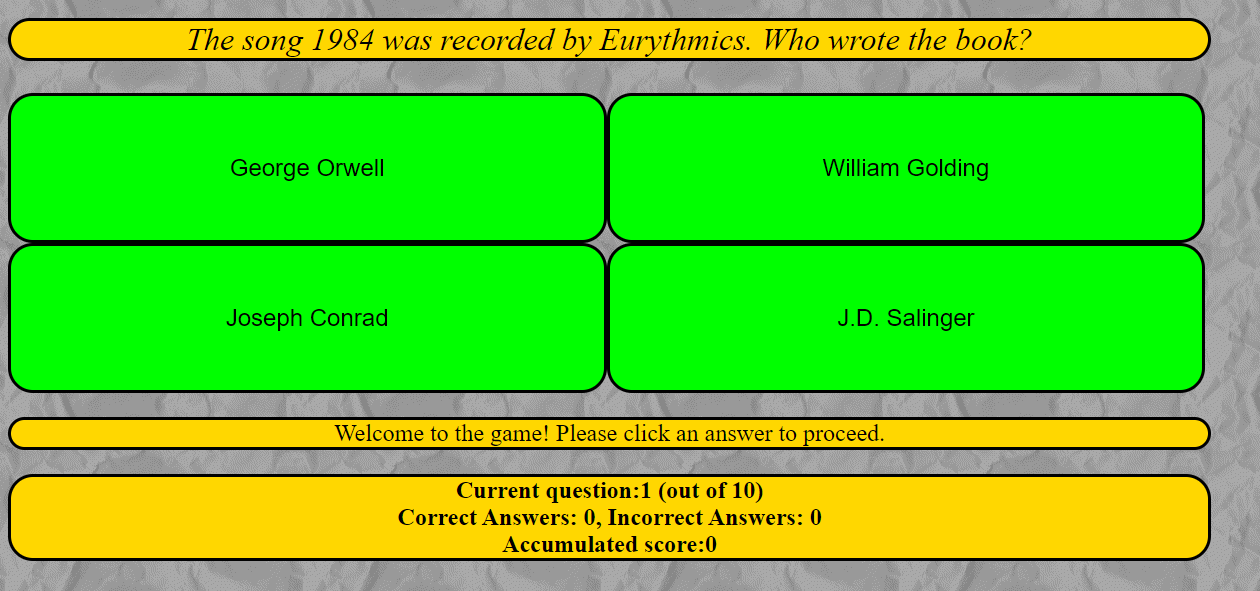 The song 1984 was recorded by Eurythmics. Who wrote the book?
George Orwell
William Golding
Joseph Conrad
J.D. Salinger
Welcome to the game! Please click an answer to proceed.
Current question:1 (out of 10)
Correct Answers: 0, Incorrect Answers: 0
Accumulated score:0